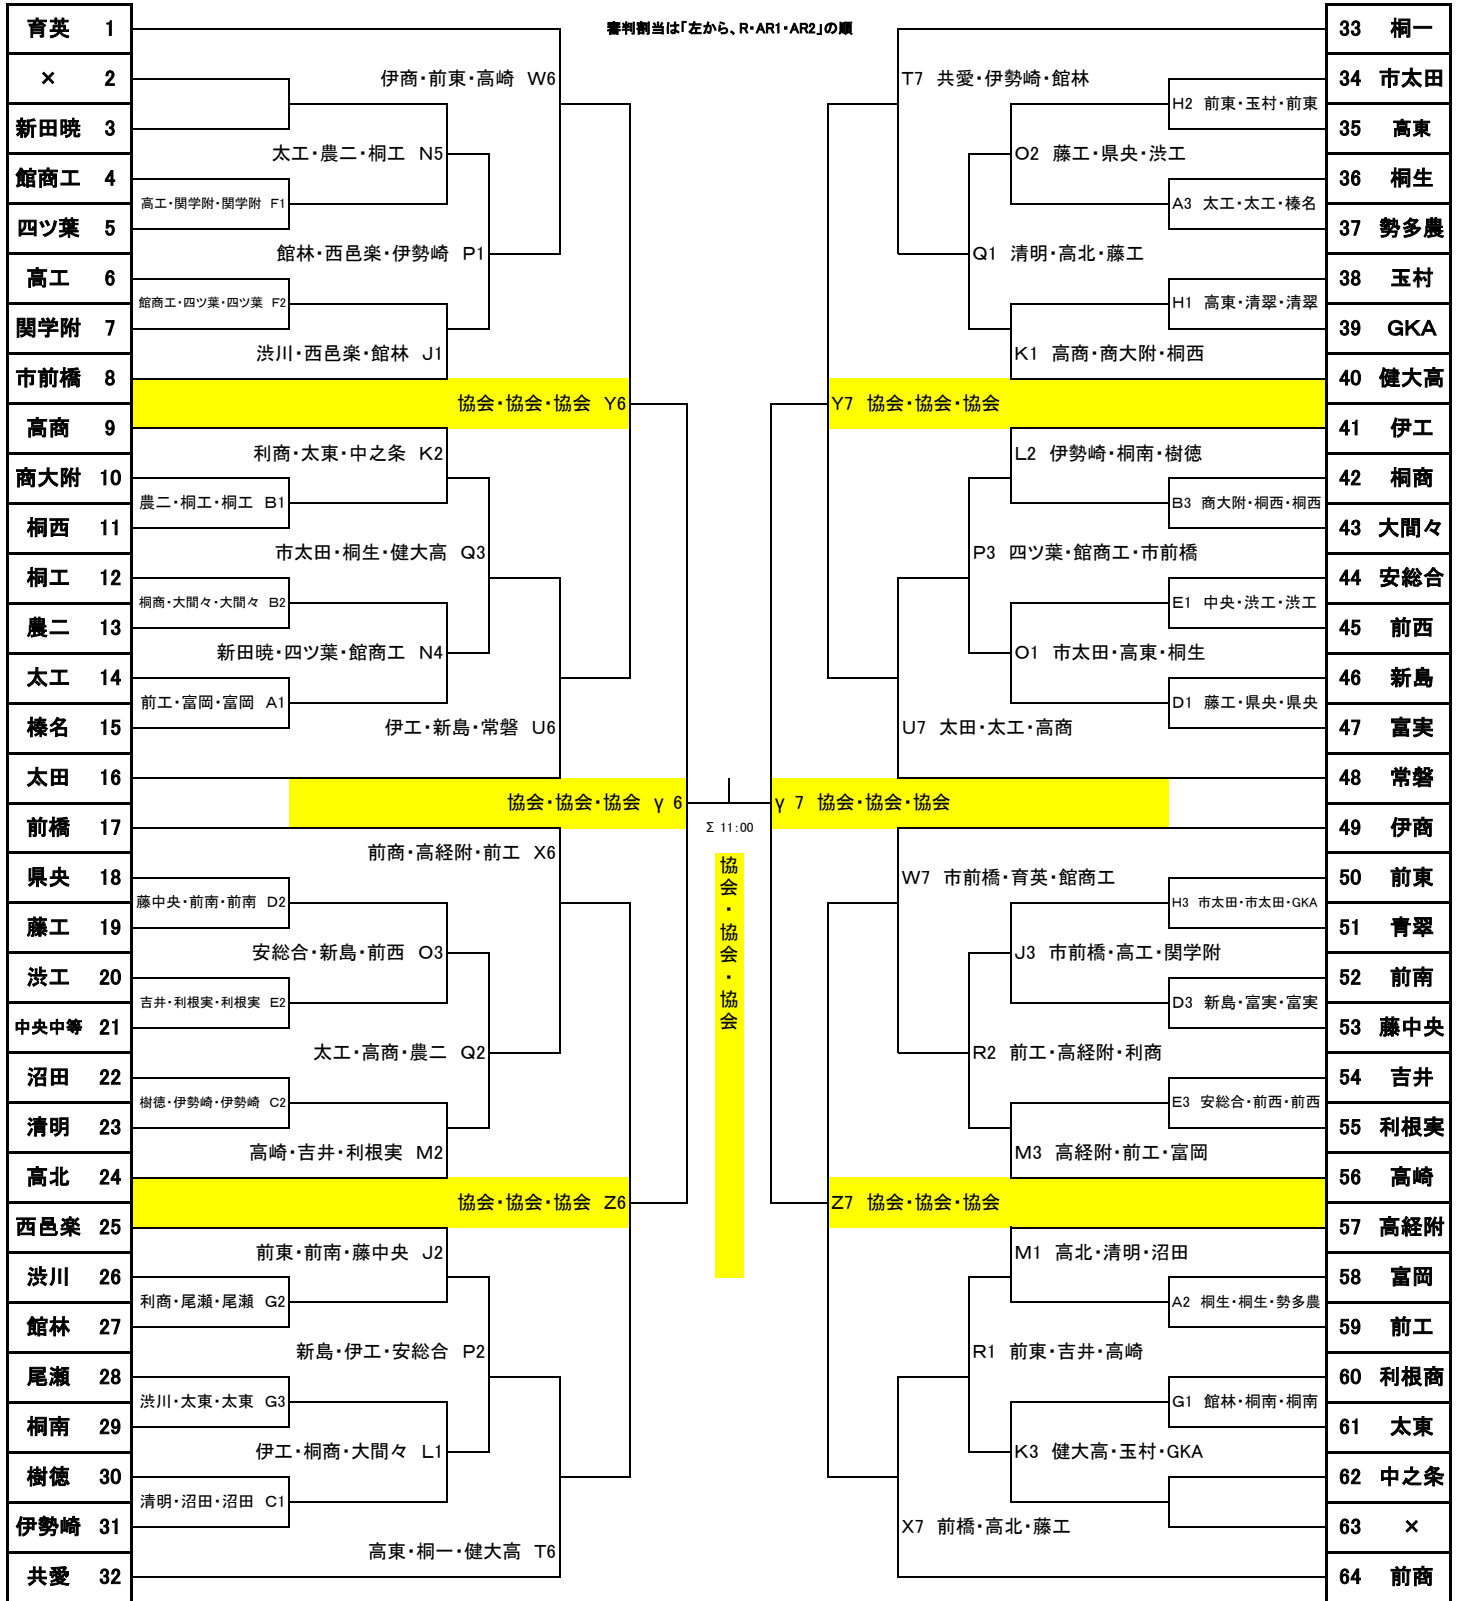 審判割当は「左から、R・AR1・AR2」の順
育英 1
× 2
新田暁 3
館商工 4
四ツ葉 5
高工 6
関学附 7
市前橋 8
高商 9
商大附 10
桐西 11
桐工 12
農二 13
太工 14
榛名 15
太田 16
前橋 17
県央 18
藤工 19
渋工 20
中央中等 21
沼田 22
清明 23
高北 24
西邑楽 25
渋川 26
館林 27
尾瀬 28
桐南 29
樹徳 30
伊勢崎 31
共愛 32
伊商・前東・高崎 W6
太工・農二・桐工 N5
高工・関学附・関学附 F1
館林・西邑楽・伊勢崎 P1
館商工・四ツ葉・四ツ葉 F2
渋川・西邑楽・館林 J1
協会・協会・協会 Y6
利商・太東・中之条 K2
農二・桐工・桐工 B1
市太田・桐生・健大高 Q3
桐商・大間々・大間々 B2
新田暁・四ツ葉・館商工 N4
前工・富岡・富岡 A1
伊工・新島・常磐 U6
協会・協会・協会 γ 6
前商・高経附・前工 X6
藤中央・前南・前南 D2
安総合・新島・前西 O3
吉井・利根実・利根実 E2
太工・高商・農二 Q2
樹徳・伊勢崎・伊勢崎 C2
高崎・吉井・利根実 M2
協会・協会・協会 Z6
前東・前南・藤中央 J2
利商・尾瀬・尾瀬 G2
新島・伊工・安総合 P2
渋川・太東・太東 G3
伊工・桐商・大間々 L1
清明・沼田・沼田 C1
高東・桐一・健大高 T6
Σ 11:00
協会・協会・協会
T7 共愛・伊勢崎・館林
H2 前東・玉村・前東
O2 藤工・県央・渋工
A3 太工・太工・榛名
Q1 清明・高北・藤工
H1 高東・清翠・清翠
K1 高商・商大附・桐西
Y7 協会・協会・協会
L2 伊勢崎・桐南・樹徳
B3 商大附・桐西・桐西
P3 四ツ葉・館商工・市前橋
E1 中央・渋工・渋工
O1 市太田・高東・桐生
D1 藤工・県央・県央
U7 太田・太工・高商
γ 7 協会・協会・協会
W7 市前橋・育英・館商工
H3 市太田・市太田・GKA
J3 市前橋・高工・関学附
D3 新島・富実・富実
R2 前工・高経附・利商
E3 安総合・前西・前西
M3 高経附・前工・富岡
Z7 協会・協会・協会
M1 高北・清明・沼田
A2 桐生・桐生・勢多農
R1 前東・吉井・高崎
G1 館林・桐南・桐南
K3 健大高・玉村・GKA
X7 前橋・高北・藤工
33 桐一
34 市太田
35 高東
36 桐生
37 勢多農
38 玉村
39 GKA
40 健大高
41 伊工
42 桐商
43 大間々
44 安総合
45 前西
46 新島
47 富実
48 常磐
49 伊商
50 前東
51 青翠
52 前南
53 藤中央
54 吉井
55 利根実
56 高崎
57 高経附
58 富岡
59 前工
60 利根商
61 太東
62 中之条
63 ×
64 前商